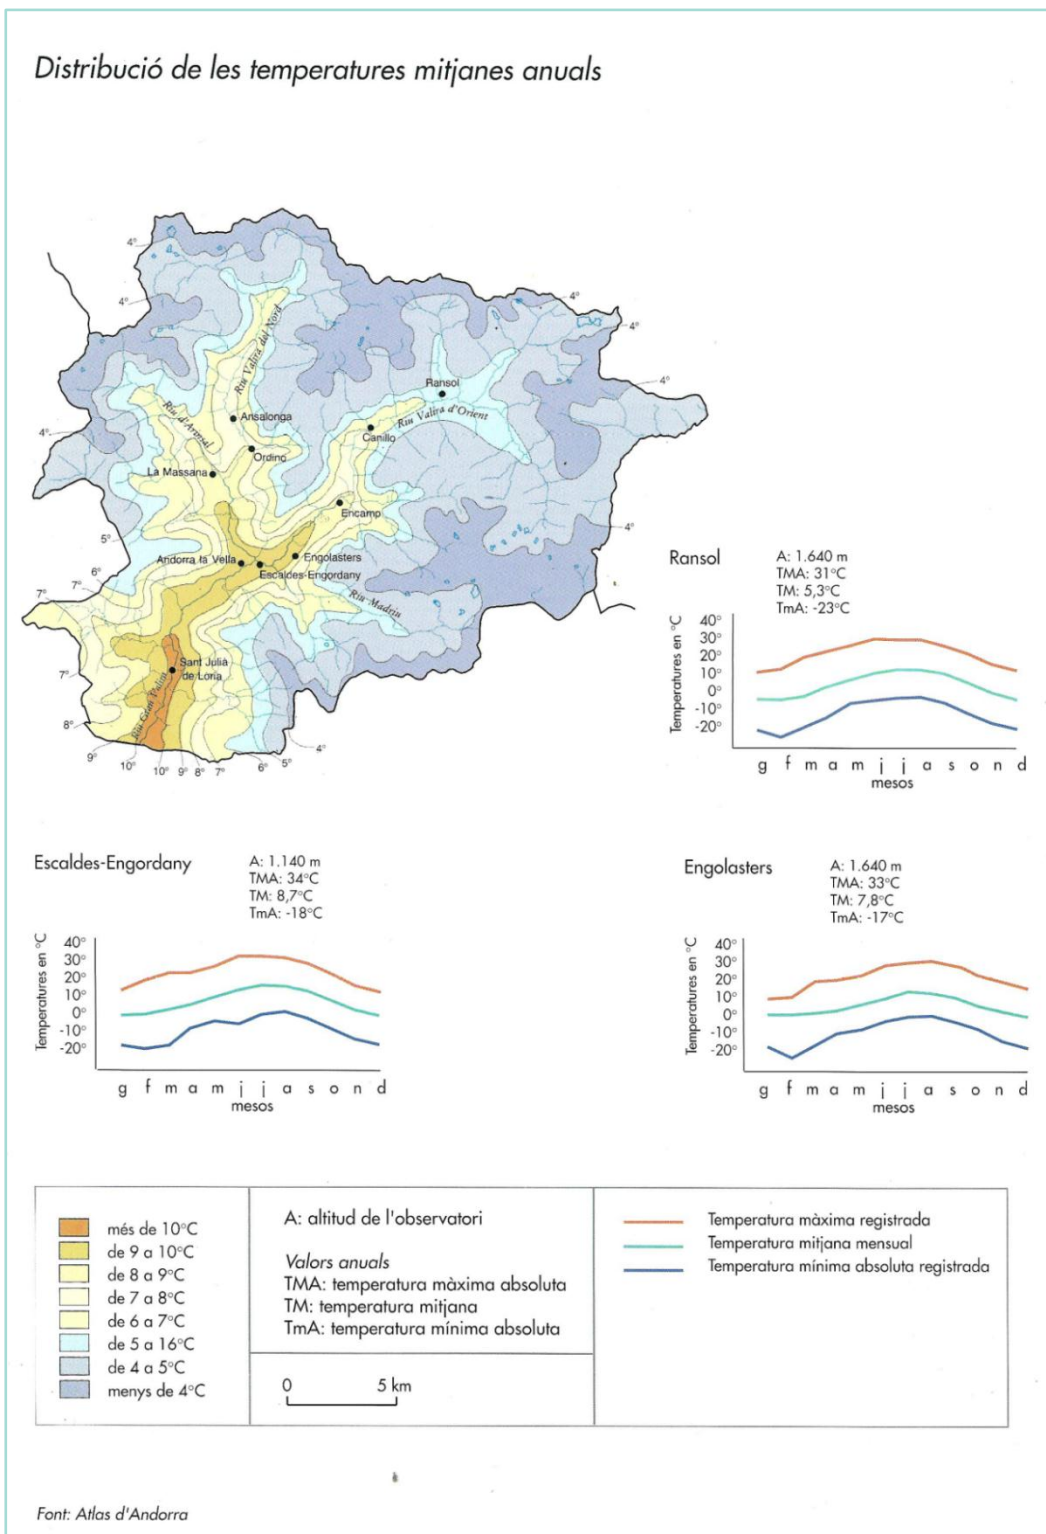 Distribució de les temperatures mitjanes anuals
4°
4°
4°
4°
4°
4°
4°
4°
Riu Valira del Nord
Riu d'Arinsal
Ransol
Riu Valira d'Orient
Ansalonga
Canillo
Ordino
La Massana
Encamp
5°
Engolasters
Andorra la Vella
Escaldes-Engordany
6°
7°
7°
Riu Madriu
7°
Sant Julià
de Lòria
Riu Gran Valira
8°
9°
10°
10°
9°
8°
7°
6°
5°
4°
Ransol
A: 1.640 m
TMA: 31°C
TM: 5,3°C
TmA: -23°C
Temperatures en °C
40°
30°
20°
10°
0°
-10°
-20°
g f m a m j j a s o n d
mesos
Escaldes-Engordany
A: 1.140 m
TMA: 34°C
TM: 8,7°C
TmA: -18°C
Temperatures en °C
40°
30°
20°
10°
0°
-10°
-20°
g f m a m j j a s o n d
mesos
Engolasters
A: 1.640 m
TMA: 33°C
TM: 7,8°C
TmA: -17°C
Temperatures en °C
40°
30°
20°
10°
0°
-10°
-20°
g f m a m j j a s o n d
mesos
més de 10°C
de 9 a 10°C
de 8 a 9°C
de 7 a 8°C
de 6 a 7°C
de 5 a 16°C
de 4 a 5°C
menys de 4°C
A: altitud de l'observatori
Valors anuals
TMA: temperatura màxima absoluta
TM: temperatura mitjana
TmA: temperatura mínima absoluta
0 5 km
Temperatura màxima registrada
Temperatura mitjana mensual
Temperatura mínima absoluta registrada
Font: Atlas d'Andorra